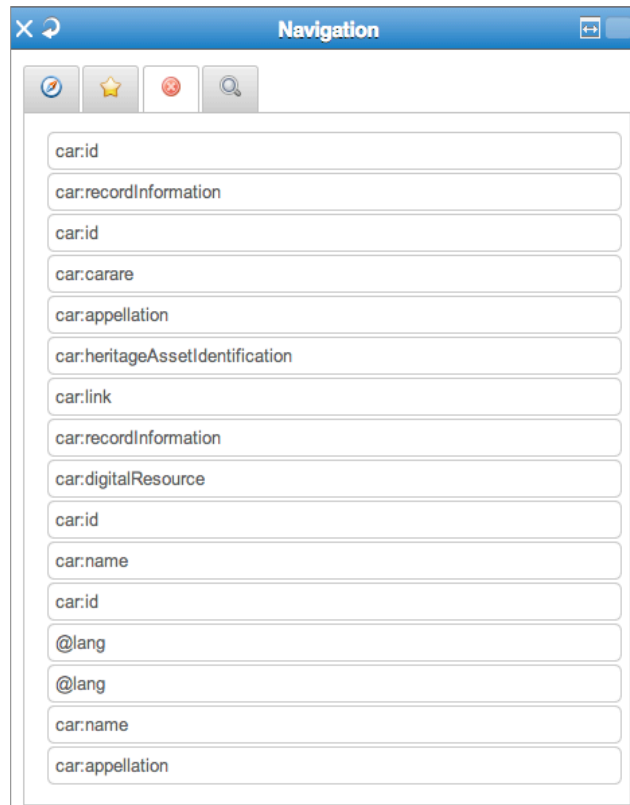 Navigation
car:id
car:recordInformation
car:id
car:carare
car:appellation
car:heritageAssetIdentification
car:link
car:recordInformation
car:digitalResource
car:id
car:name
car:id
@lang
@lang
car:name
car:appellation